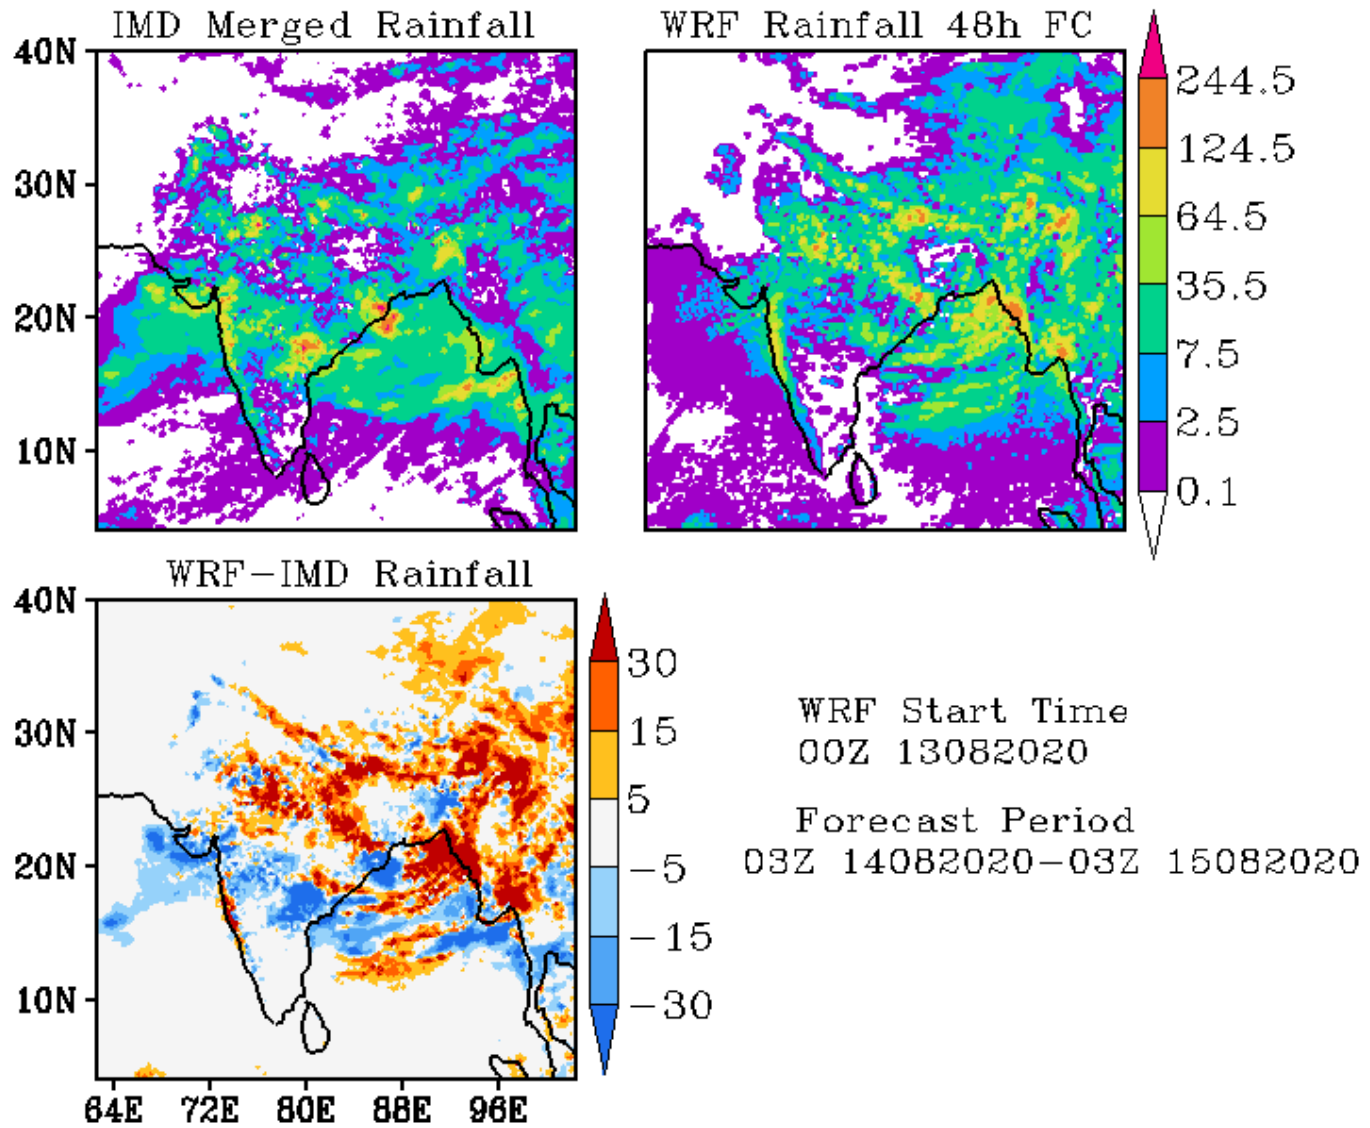 IMD Merged Rainfall
WRF Rainfall 48h FC
40N
30N
20N
10N
244.5
124.5
64.5
35.5
7.5
2.5
0.1
WRF-IMD Rainfall
40N
30N
20N
10N
64E 72E 80E 88E 96E
30
15
5
-5
-15
-30
WRF Start Time
00Z 13082020
Forecast Period
03Z 14082020-03Z 15082020